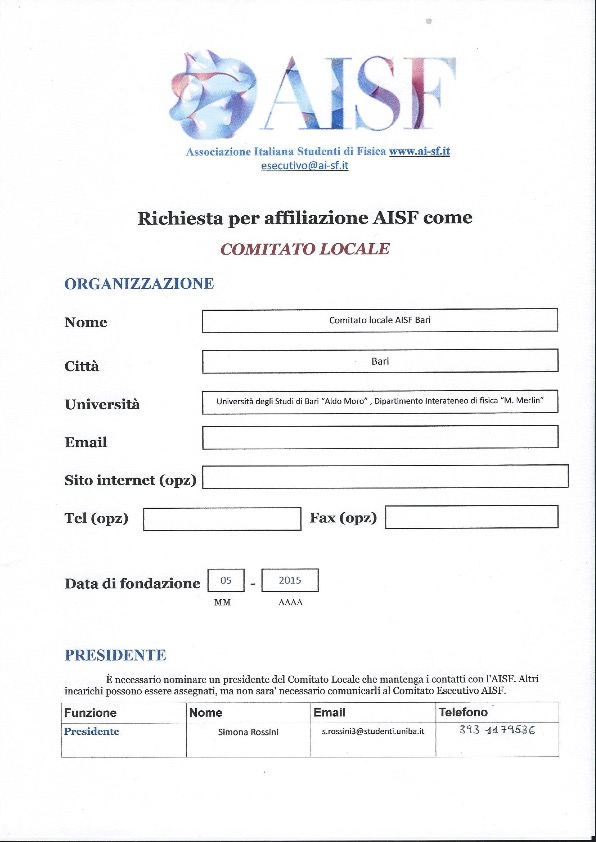 AISF
Associazione Italiana Studenti di Fisica www.ai-sf.it
esecutivo@ai-sf.it
Richiesta per affiliazione AISF come
COMITATO LOCALE
ORGANIZZAZIONE
Nome Comitato locale AISF Bari
Città Bari
Università Università degli Studi di Bari "Aldo Moro" , Dipartimento Interateneo di fisica "M. Merlin"
Email
Sito internet (opz)
Tel (opz) Fax (opz)
Data di fondazione 05 - 2015
MM AAAA
PRESIDENTE
È necessario nominare un presidente del Comitato Locale che mantenga i contatti con l'AISF. Altri
incarichi possono essere assegnati, ma non sara' necessario comunicarli al Comitato Esecutivo AISF.
Funzione Nome Email Telefono
Presidente Simona Rossini s.rossini3@studenti.uniba.it 393 1179536